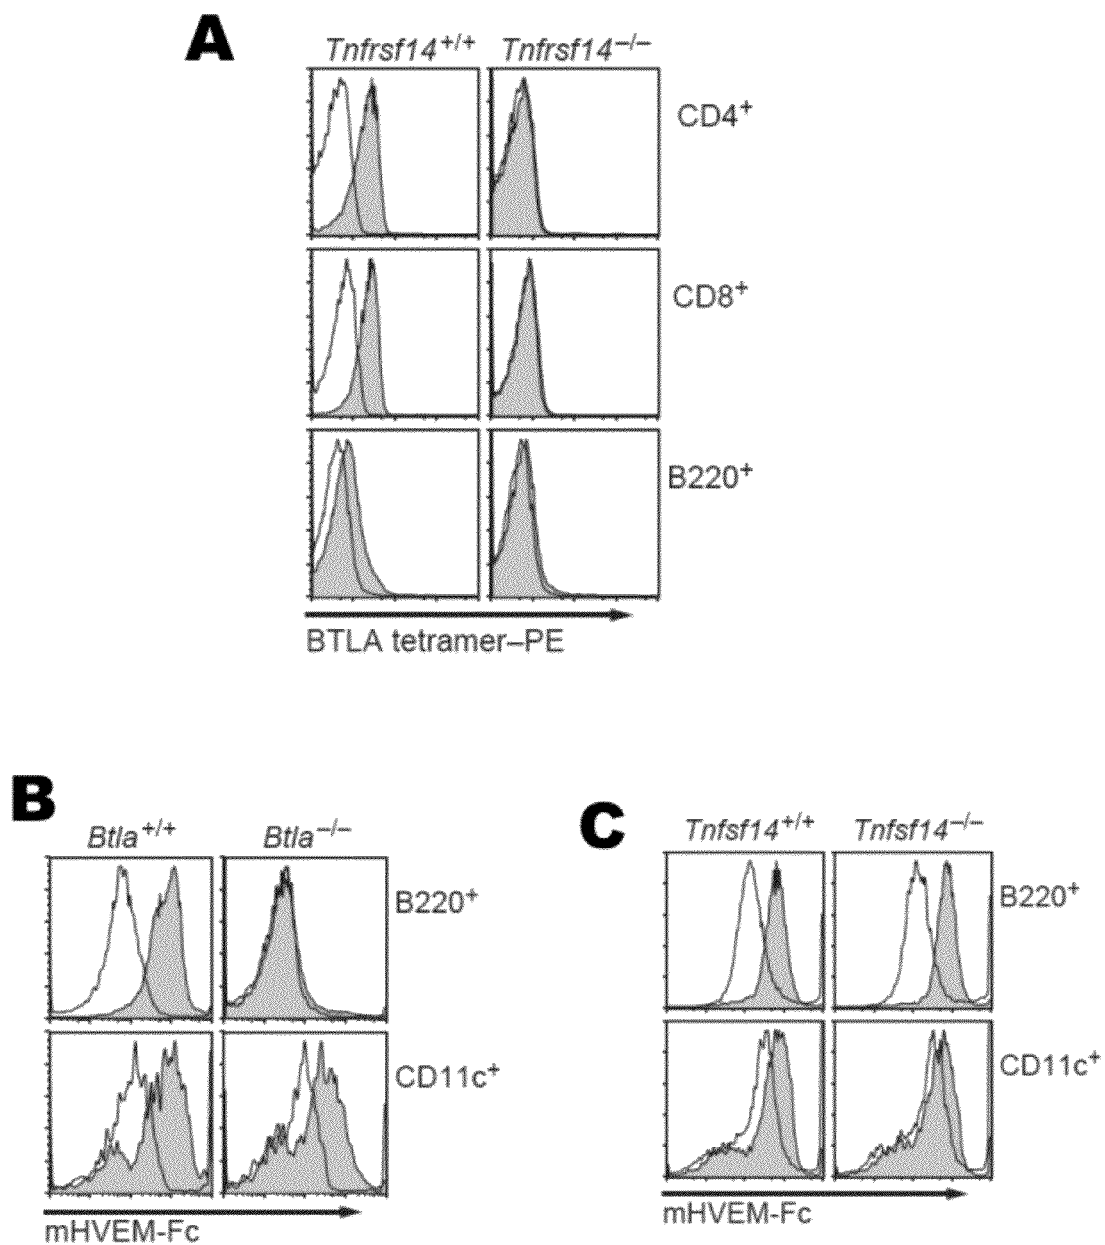 A
Tnfrsf14+/+ Tnfrsf14–/–
CD4+
CD8+
B220+
BTLA tetramer–PE
B
Btla+/+ Btla–/–
B220+
CD11c+
mHVEM-Fc
C
Tnfsf14+/+ Tnfsf14–/–
B220+
CD11c+
mHVEM-Fc